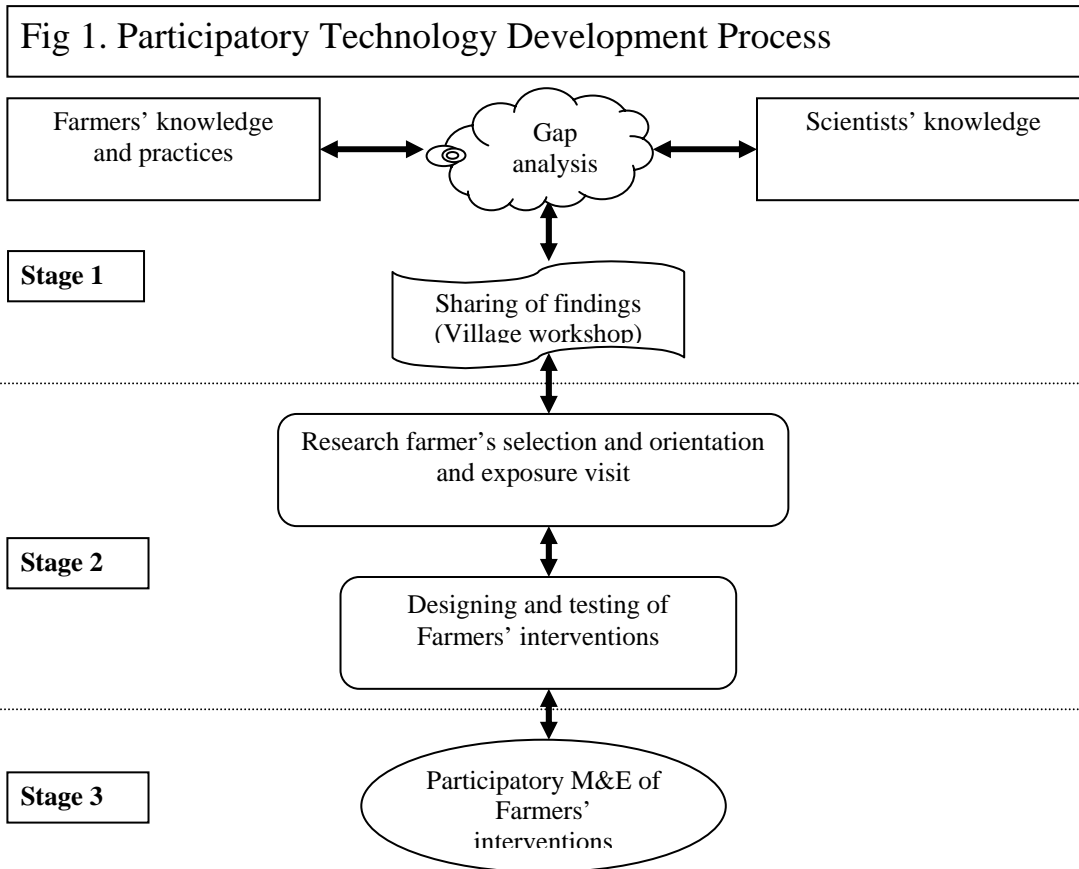 Fig 1. Participatory Technology Development Process
Farmers’ knowledge
and practices
Gap
analysis
Scientists’ knowledge
Stage 1
Sharing of findings
(Village workshop)
Research farmer’s selection and orientation
and exposure visit
Stage 2
Designing and testing of
Farmers’ interventions
Stage 3
Participatory M&E of
Farmers’
interventions